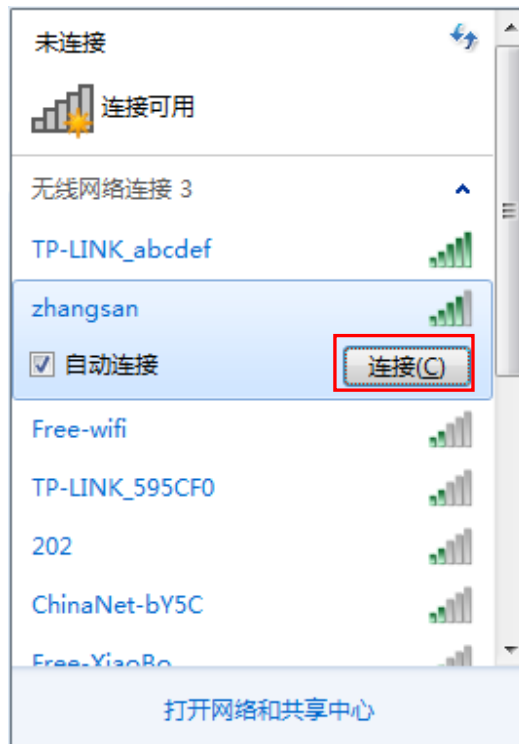 未连接
连接可用
无线网络连接 3
TP-LINK_abcdef
zhangsan
自动连接 连接(C)
Free-wifi
TP-LINK_595CF0
202
ChinaNet-bY5C
Free-XiaoBo
打开网络和共享中心